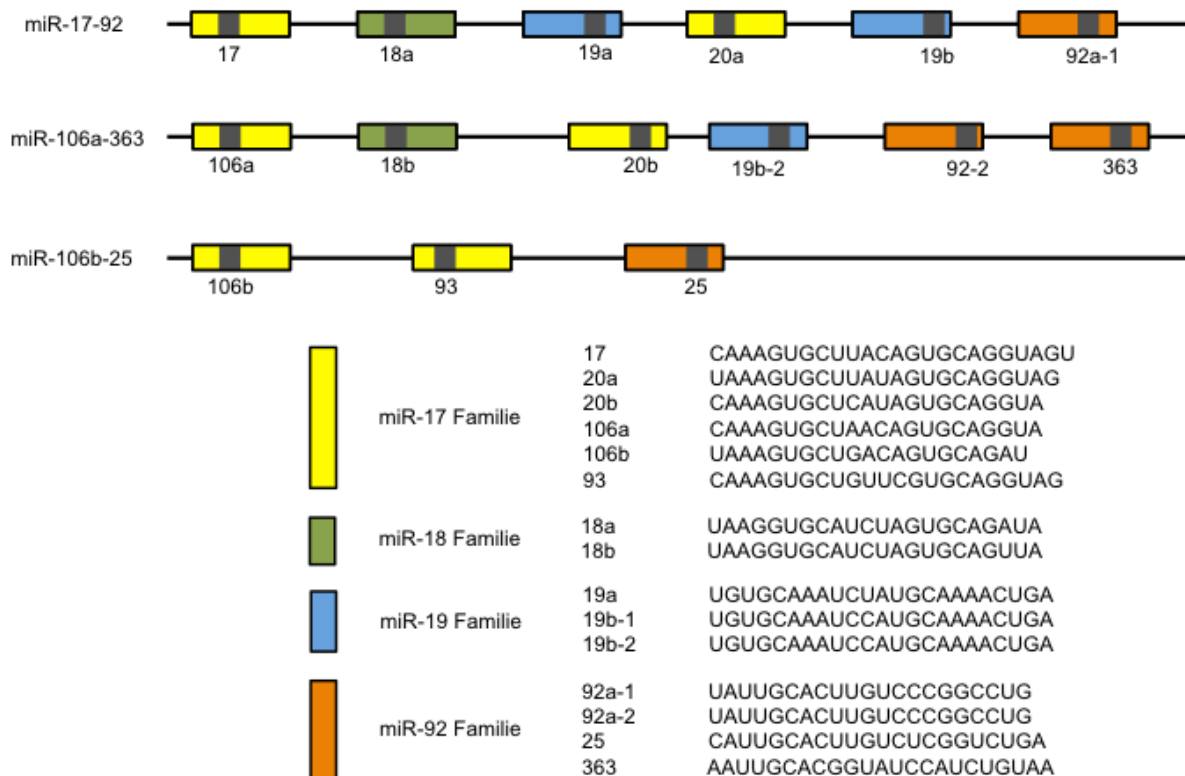 miR-17-92
17 18a 19a 20a 19b 92a-1
miR-106a-363
106a 18b 20b 19b-2 92-2 363
miR-106b-25
106b 93 25
miR-17 Familie
17 CAAAGUGCUUACAGUGCAGGUAGU
20a UAAAGUGCUUAUAGUGCAGGUAG
20b CAAAGUGCUCAUAGUGCAGGUA
106a CAAAGUGCUAACAGUGCAGGUA
106b UAAAGUGCUGACAGUGCAGAU
93 CAAAGUGCUGUUCGUGCAGGUAG
miR-18 Familie
18a UAAGGUGCAUCUAGUGCAGAUA
18b UAAGGUGCAUCUAGUGCAGUUA
miR-19 Familie
19a UGUGCAAAUCUAUGCAAAACUGA
19b-1 UGUGCAAAUCCAUGCAAAACUGA
19b-2 UGUGCAAAUCCAUGCAAAACUGA
miR-92 Familie
92a-1 UAUUGCACUUGUCCCGGCCUG
92a-2 UAUUGCACUUGUCCCGGCCUG
25 CAUUGCACUUGUCUCGGUCUGA
363 AAUUGCACGGUAUCCAUCUGUAA